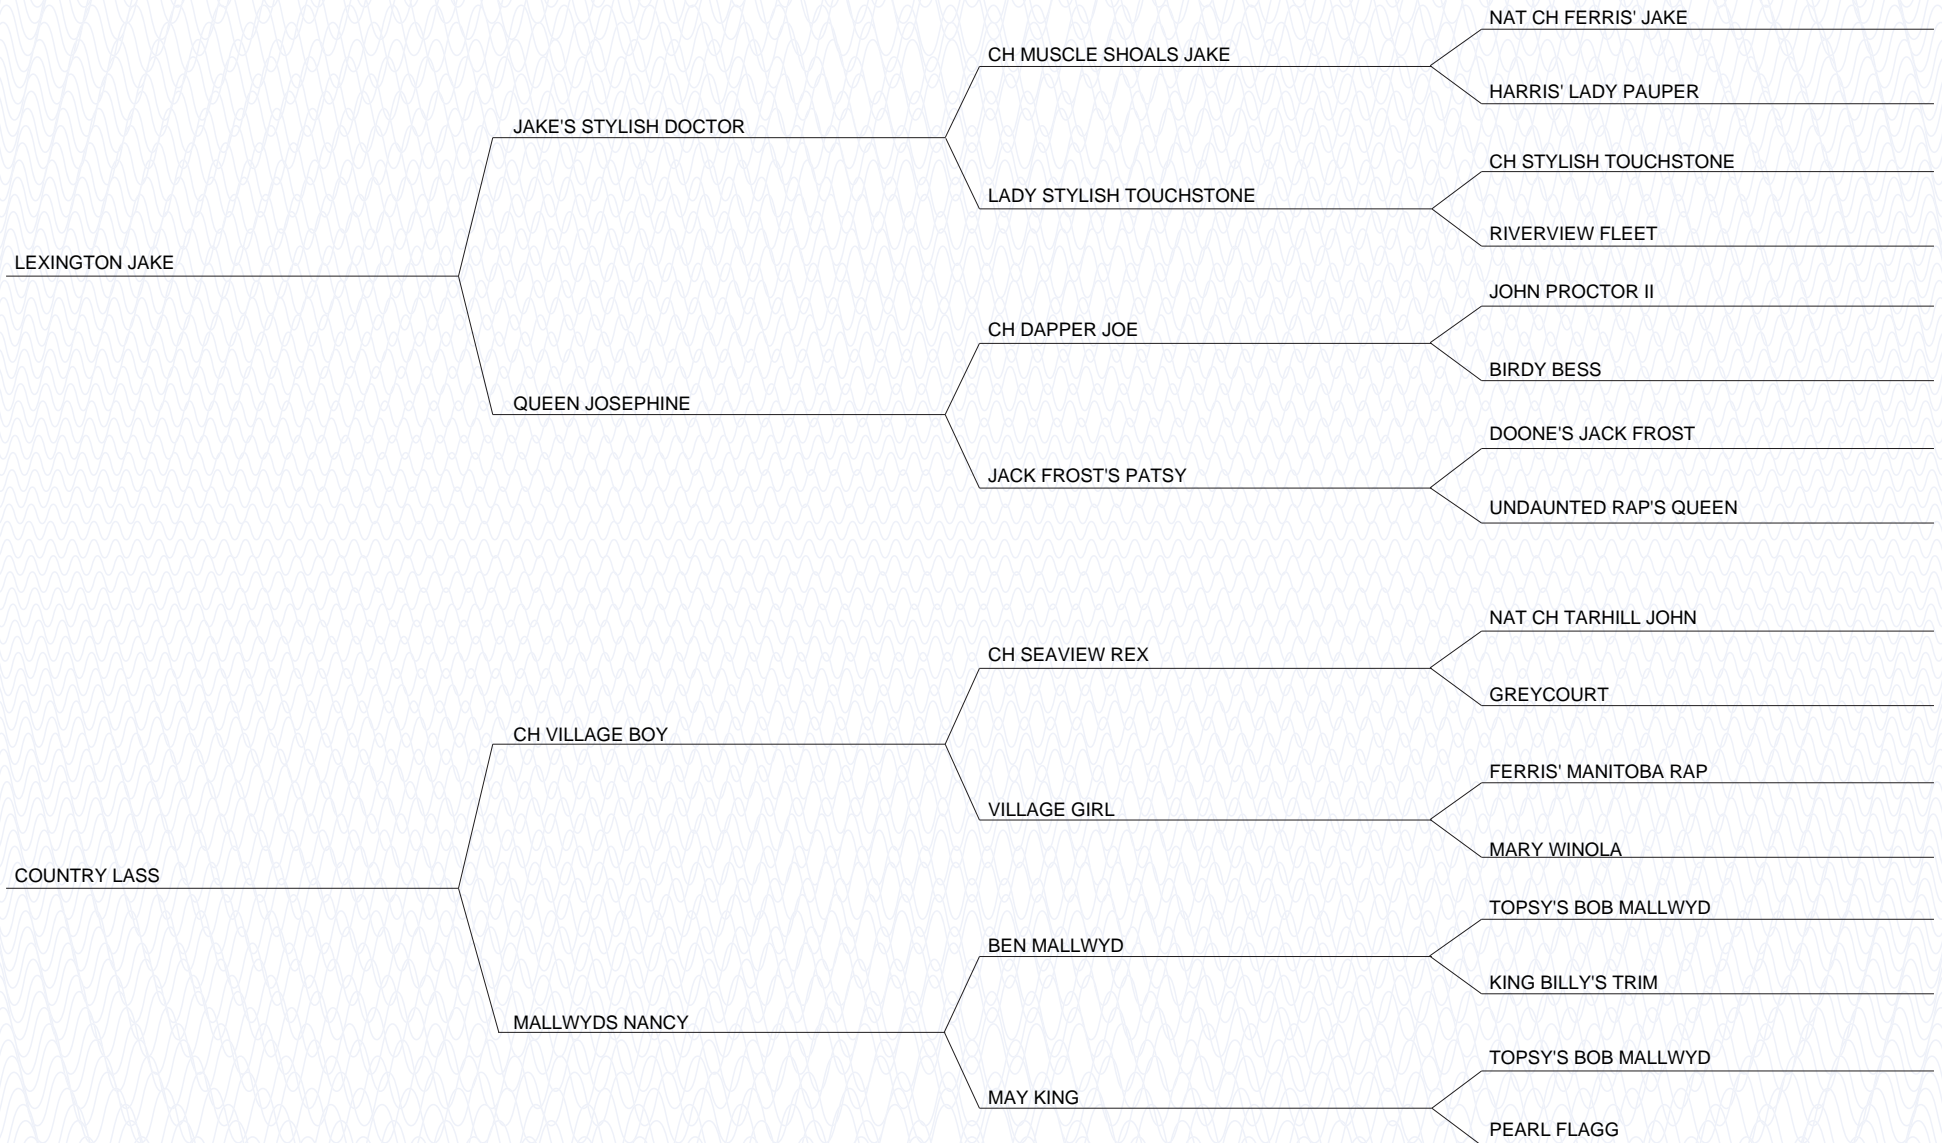 NAT CH FERRIS' JAKE
CH MUSCLE SHOALS JAKE
HARRIS' LADY PAUPER
JAKE'S STYLISH DOCTOR
CH STYLISH TOUCHSTONE
LADY STYLISH TOUCHSTONE
RIVERVIEW FLEET
LEXINGTON JAKE
JOHN PROCTOR II
CH DAPPER JOE
BIRDY BESS
QUEEN JOSEPHINE
DOONE'S JACK FROST
JACK FROST'S PATSY
UNDAUNTED RAP'S QUEEN
NAT CH TARHILL JOHN
CH SEAVIEW REX
GREYCOURT
CH VILLAGE BOY
FERRIS' MANITOBA RAP
VILLAGE GIRL
MARY WINOLA
COUNTRY LASS
TOPSY'S BOB MALLWYD
BEN MALLWYD
KING BILLY'S TRIM
MALLWYDS NANCY
TOPSY'S BOB MALLWYD
MAY KING
PEARL FLAGG